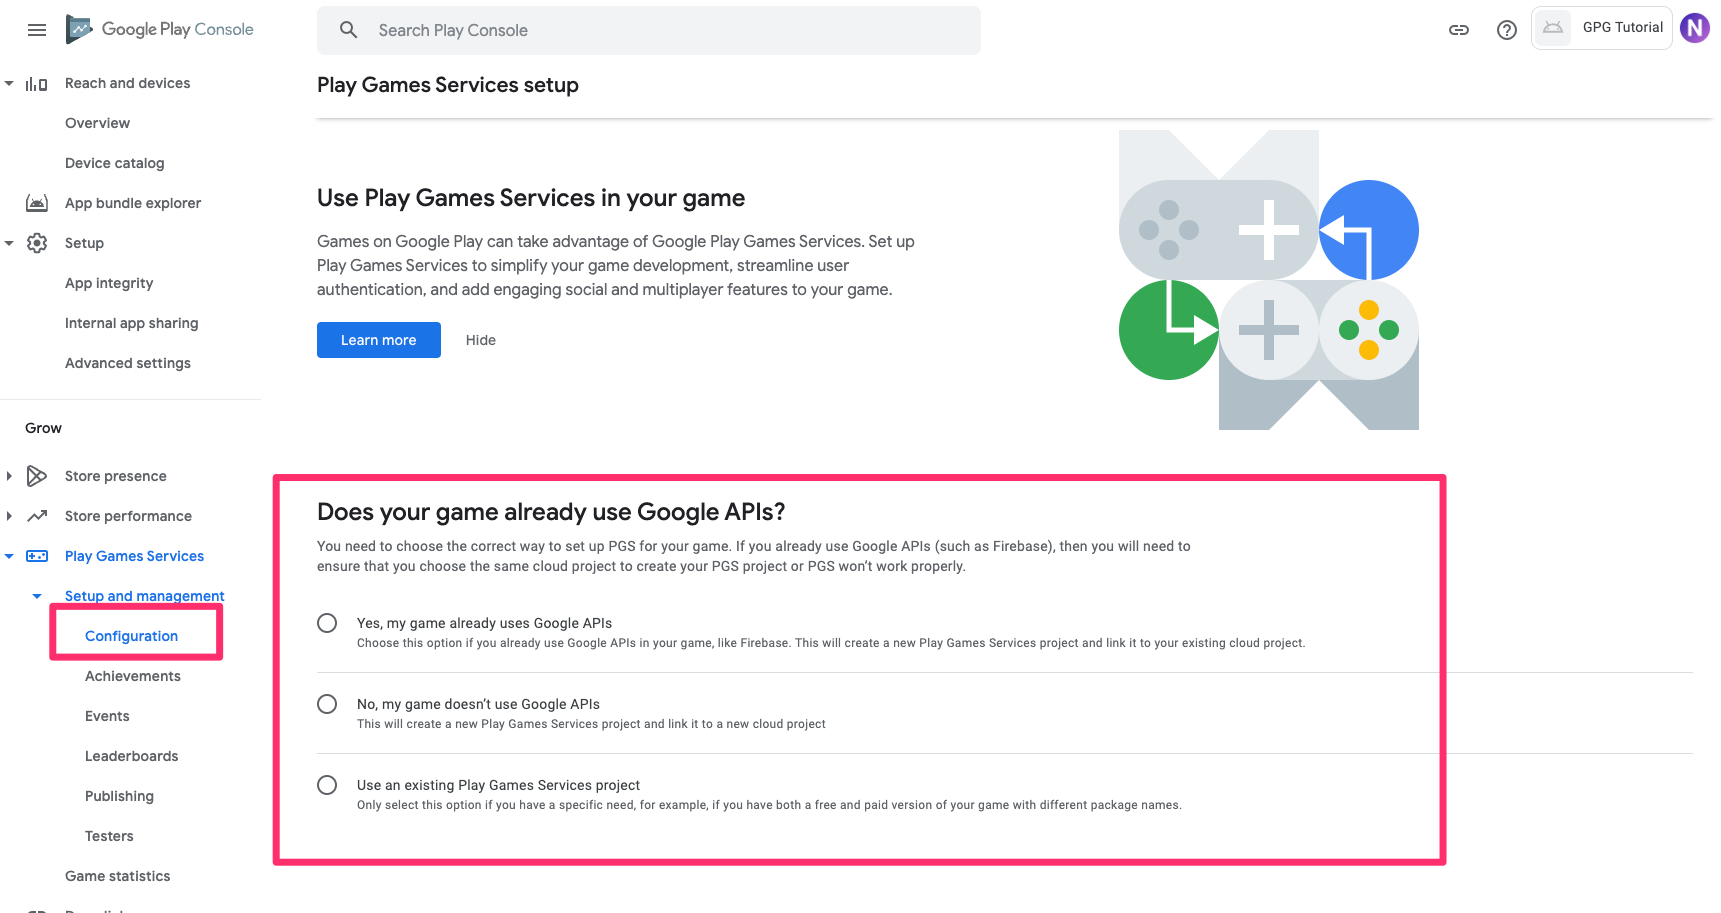 Google Play Console
Search Play Console
GPG Tutorial
N
Reach and devices
Overview
Device catalog
App bundle explorer
Setup
App integrity
Internal app sharing
Advanced settings
Grow
Store presence
Store performance
Play Games Services
Setup and management
Configuration
Achievements
Events
Leaderboards
Publishing
Testers
Game statistics
Play Games Services setup
Use Play Games Services in your game
Games on Google Play can take advantage of Google Play Games Services. Set up
Play Games Services to simplify your game development, streamline user
authentication, and add engaging social and multiplayer features to your game.
Learn more
Hide
Does your game already use Google APIs?
You need to choose the correct way to set up PGS for your game. If you already use Google APIs (such as Firebase), then you will need to
ensure that you choose the same cloud project to create your PGS project or PGS won’t work properly.
Yes, my game already uses Google APIs
Choose this option if you already use Google APIs in your game, like Firebase. This will create a new Play Games Services project and link it to your existing cloud project.
No, my game doesn’t use Google APIs
This will create a new Play Games Services project and link it to a new cloud project
Use an existing Play Games Services project
Only select this option if you have a specific need, for example, if you have both a free and paid version of your game with different package names.